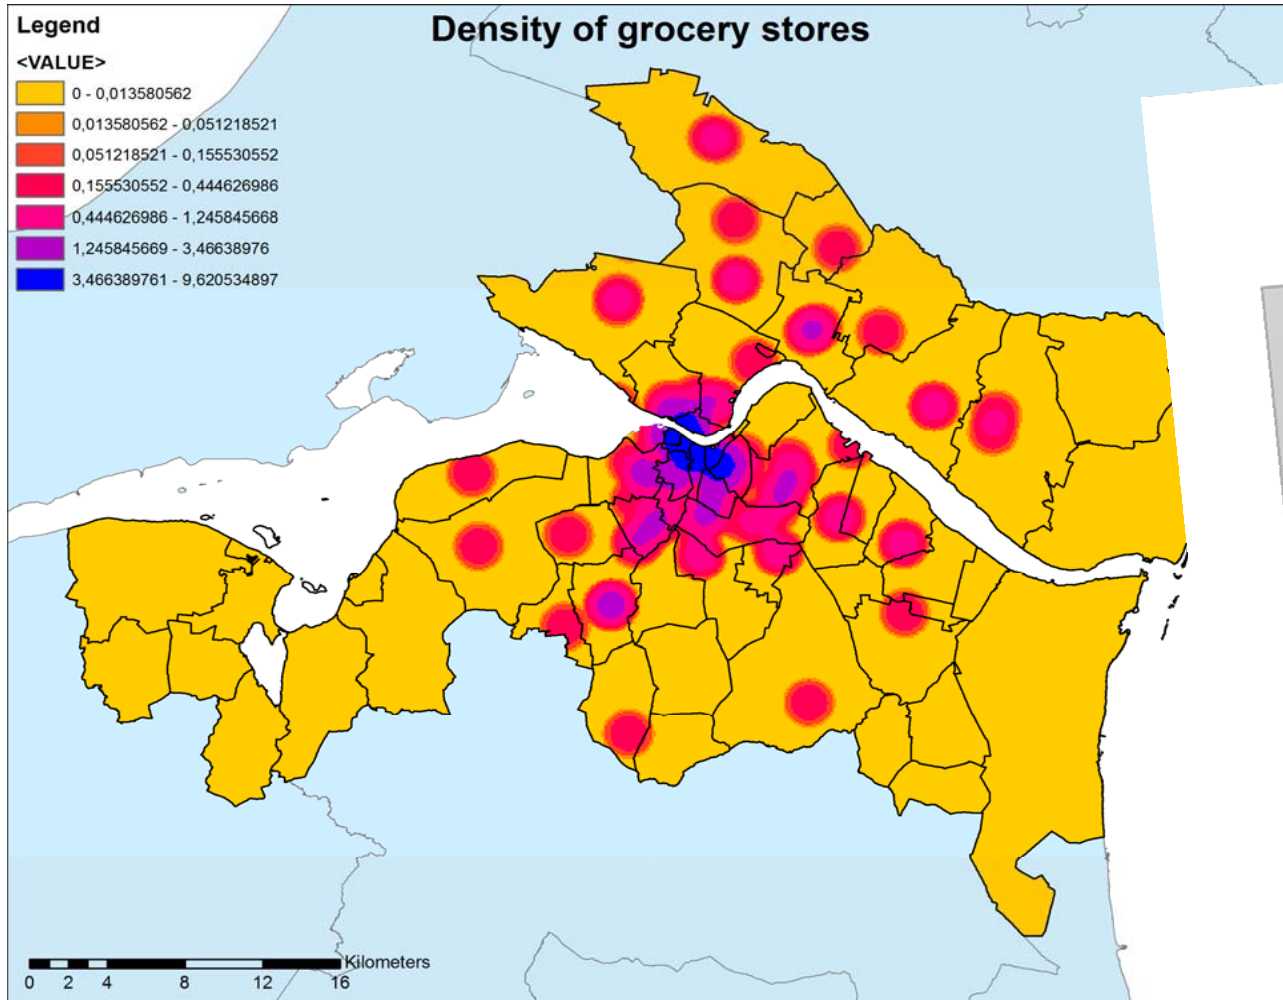 Density of grocery stores
Legend
<VALUE>
0 - 0,013580562
0,013580562 - 0,051218521
0,051218521 - 0,155530552
0,155530552 - 0,444626986
0,444626986 - 1,245845668
1,245845669 - 3,46638976
3,466389761 - 9,620534897
Kilometers
0 2 4 8 12 16